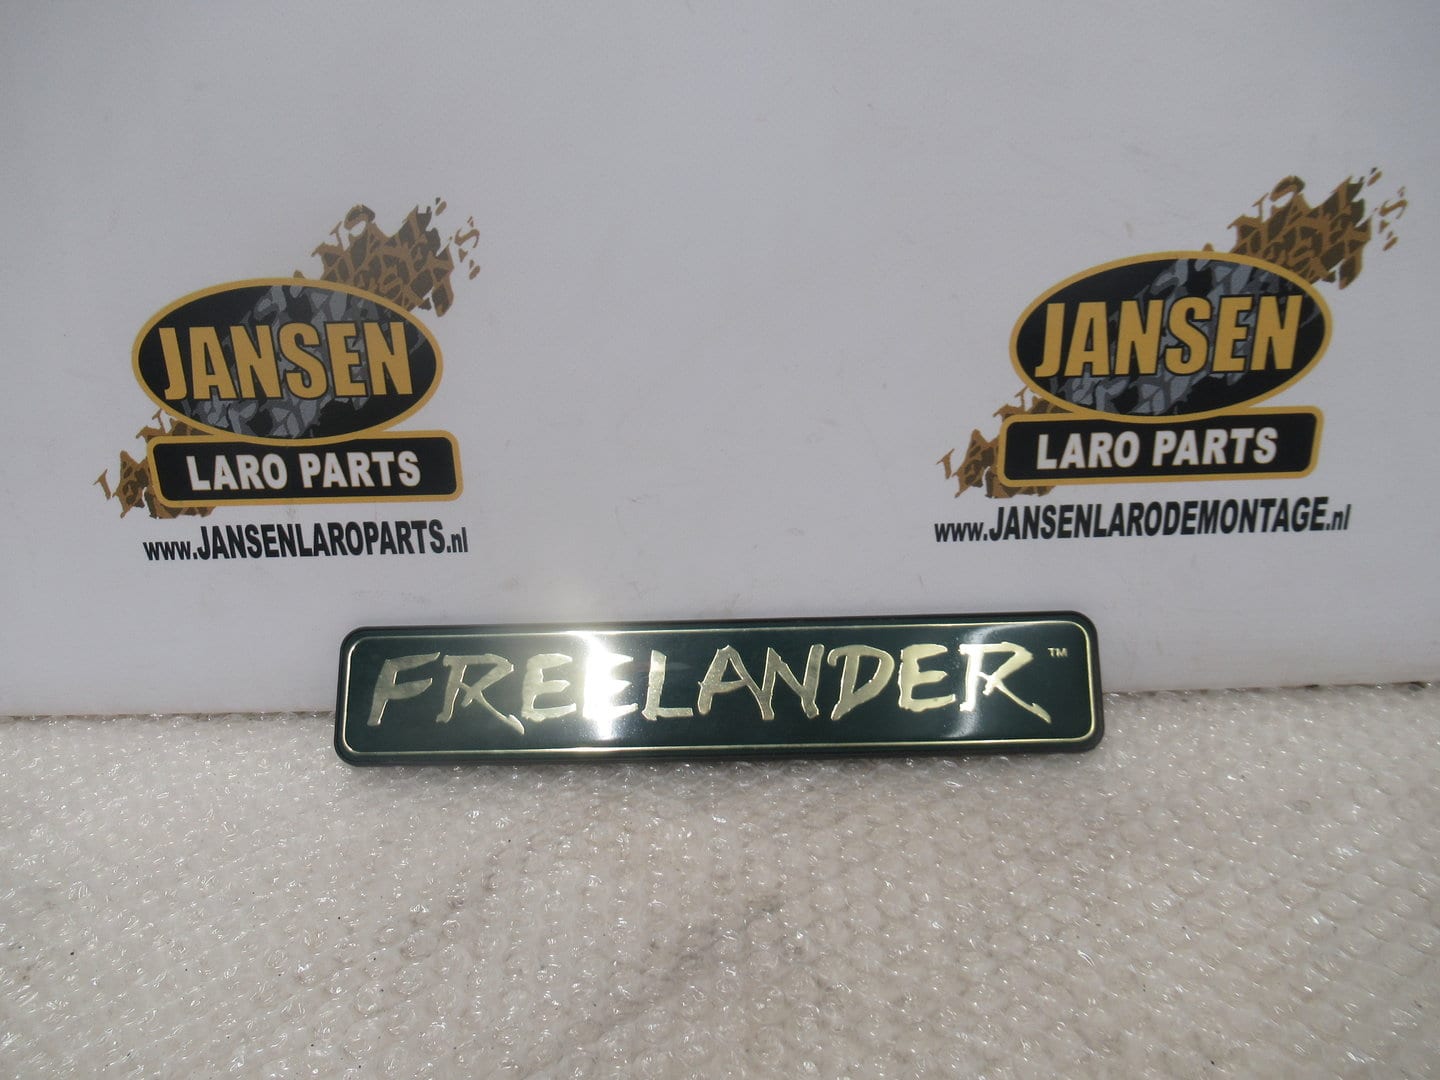 JANSEN
LARO PARTS
www.JANSENLAROPARTS.nl
JANSEN
LARO PARTS
www.JANSENLARODEMONTAGE.nl
FREELANDER™